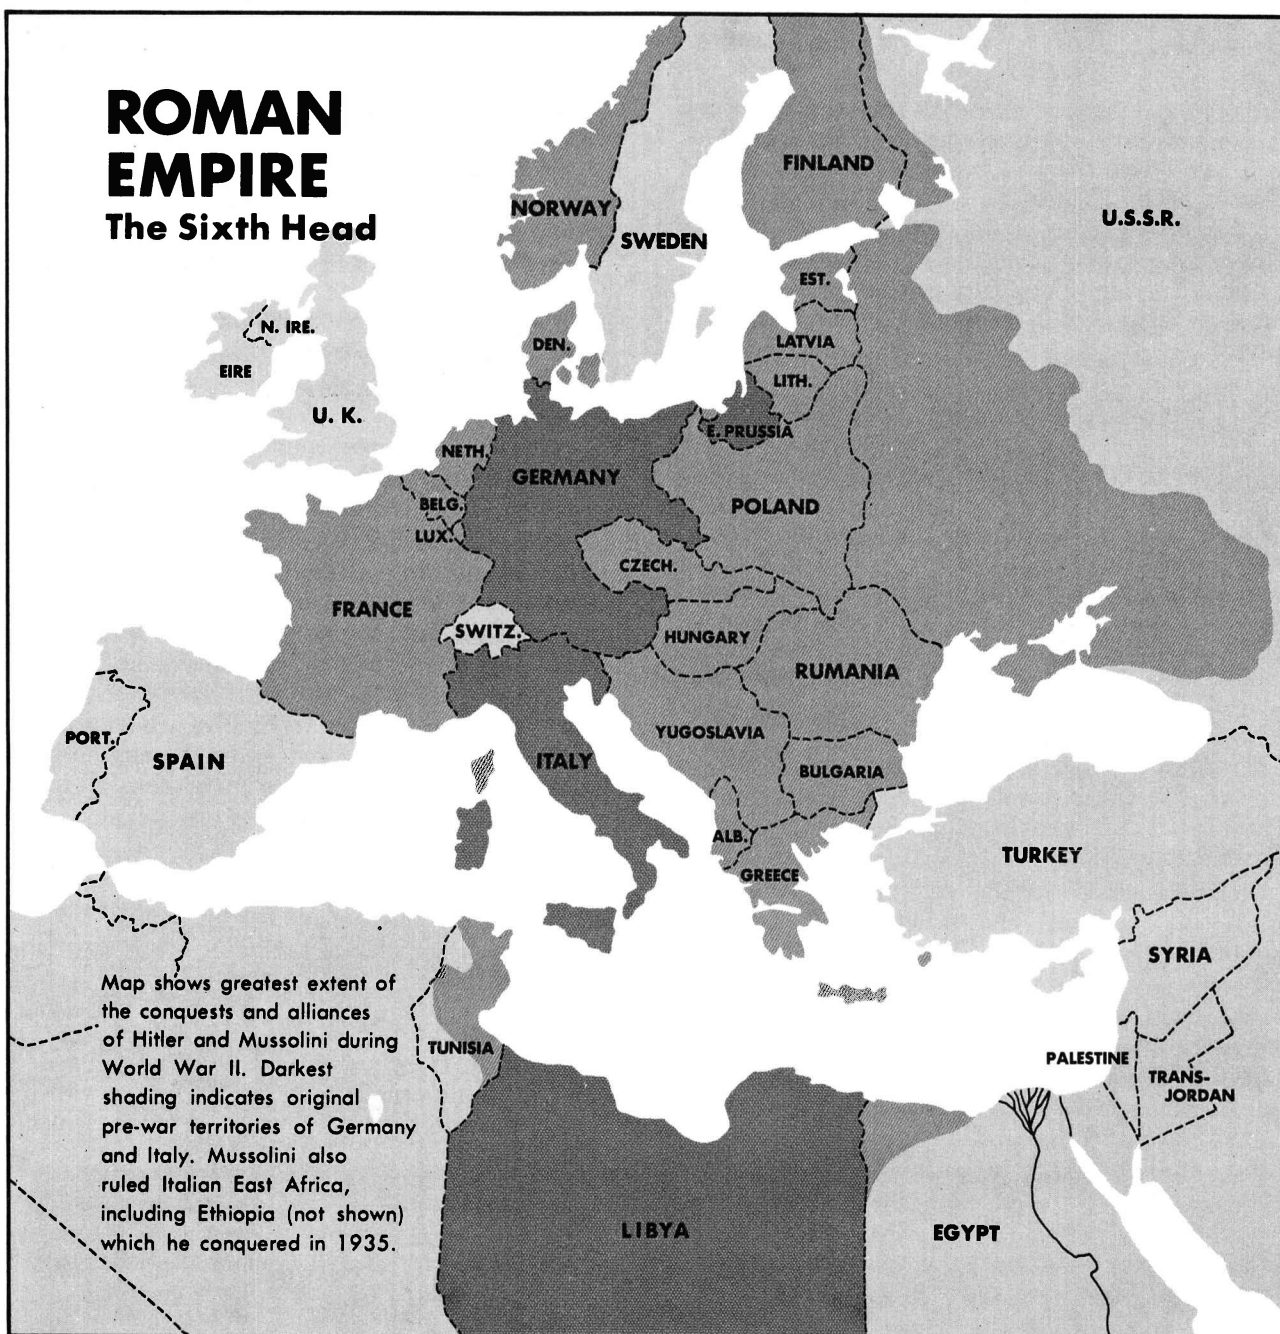 ROMAN
EMPIRE
The Sixth Head
FINLAND
NORWAY
U.S.S.R.
SWEDEN
EST.
N. IRE.
DEN.
LATVIA
EIRE
LITH.
U. K.
E. PRUSSIA
NETH.
GERMANY
BELG.
POLAND
LUX.
CZECH.
FRANCE
SWITZ.
HUNGARY
RUMANIA
PORT.
SPAIN
YUGOSLAVIA
ITALY
BULGARIA
ALB.
TURKEY
GREECE
SYRIA
Map shows greatest extent of
the conquests and alliances
of Hitler and Mussolini during
World War II. Darkest
shading indicates original
pre-war territories of Germany
and Italy. Mussolini also
ruled Italian East Africa,
including Ethiopia (not shown)
which he conquered in 1935.
TUNISIA
PALESTINE
TRANS-
JORDAN
LIBYA
EGYPT